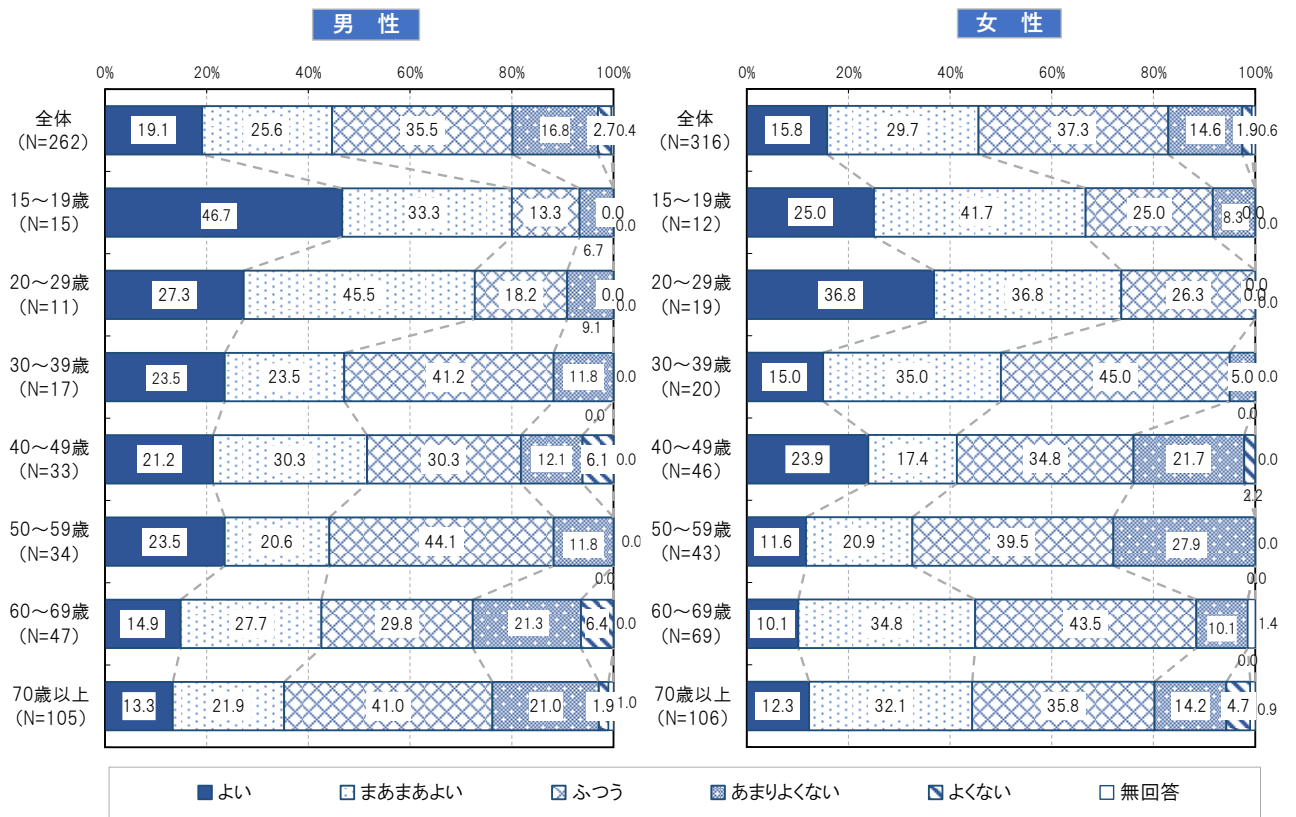 男 性
0% 20% 40% 60% 80% 100%
全体
（N=262）
19.1 25.6 35.5 16.8 2.7 0.4
15～19歳
（N=15）
46.7 33.3 13.3 0.0 0.0
6.7
20～29歳
（N=11）
27.3 45.5 18.2 0.0 0.0
9.1
30～39歳
（N=17）
23.5 23.5 41.2 11.8 0.0
0.0
40～49歳
（N=33）
21.2 30.3 30.3 12.1 6.1 0.0
50～59歳
（N=34）
23.5 20.6 44.1 11.8 0.0
0.0
60～69歳
（N=47）
14.9 27.7 29.8 21.3 6.4 0.0
70歳以上
（N=105）
13.3 21.9 41.0 21.0 1.9 1.0
女 性
0% 20% 40% 60% 80% 100%
全体
（N=316）
15.8 29.7 37.3 14.6 1.9 0.6
15～19歳
（N=12）
25.0 41.7 25.0 8.3 0.0 0.0
20～29歳
（N=19）
36.8 36.8 26.3 0.0 0.0 0.0
30～39歳
（N=20）
15.0 35.0 45.0 5.0 0.0
0.0
40～49歳
（N=46）
23.9 17.4 34.8 21.7 0.0
2.2
50～59歳
（N=43）
11.6 20.9 39.5 27.9 0.0
0.0
60～69歳
（N=69）
10.1 34.8 43.5 10.1 1.4
0.0
70歳以上
（N=106）
12.3 32.1 35.8 14.2 4.7 0.9
よい まあまあよい ふつう あまりよくない よくない 無回答